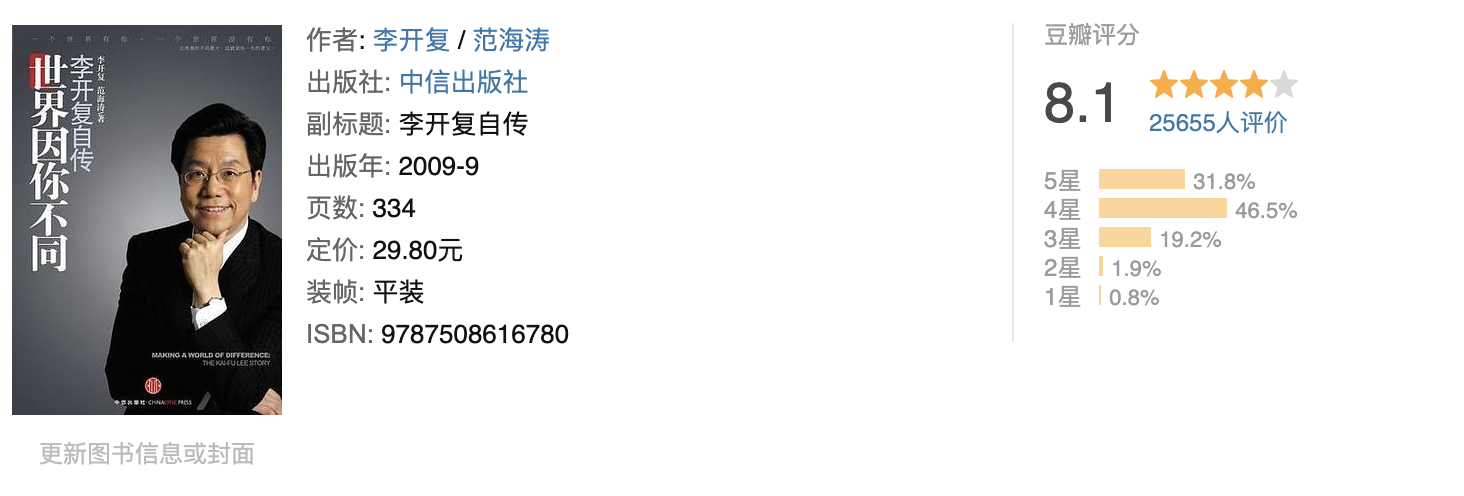 一个世界有你，一个世界没有你
世界因你不同
李开复自传
李开复 范海涛/著
MAKING A WORLD OF DIFFERENCE:
THE KAI-FU LEE STORY
中信出版社·CHINACITICPRESS
更新图书信息或封面
作者: 李开复 / 范海涛
出版社: 中信出版社
副标题: 李开复自传
出版年: 2009-9
页数: 334
定价: 29.80元
装帧: 平装
ISBN: 9787508616780
豆瓣评分
8.1
25655人评价
5星 31.8%
4星 46.5%
3星 19.2%
2星 1.9%
1星 0.8%